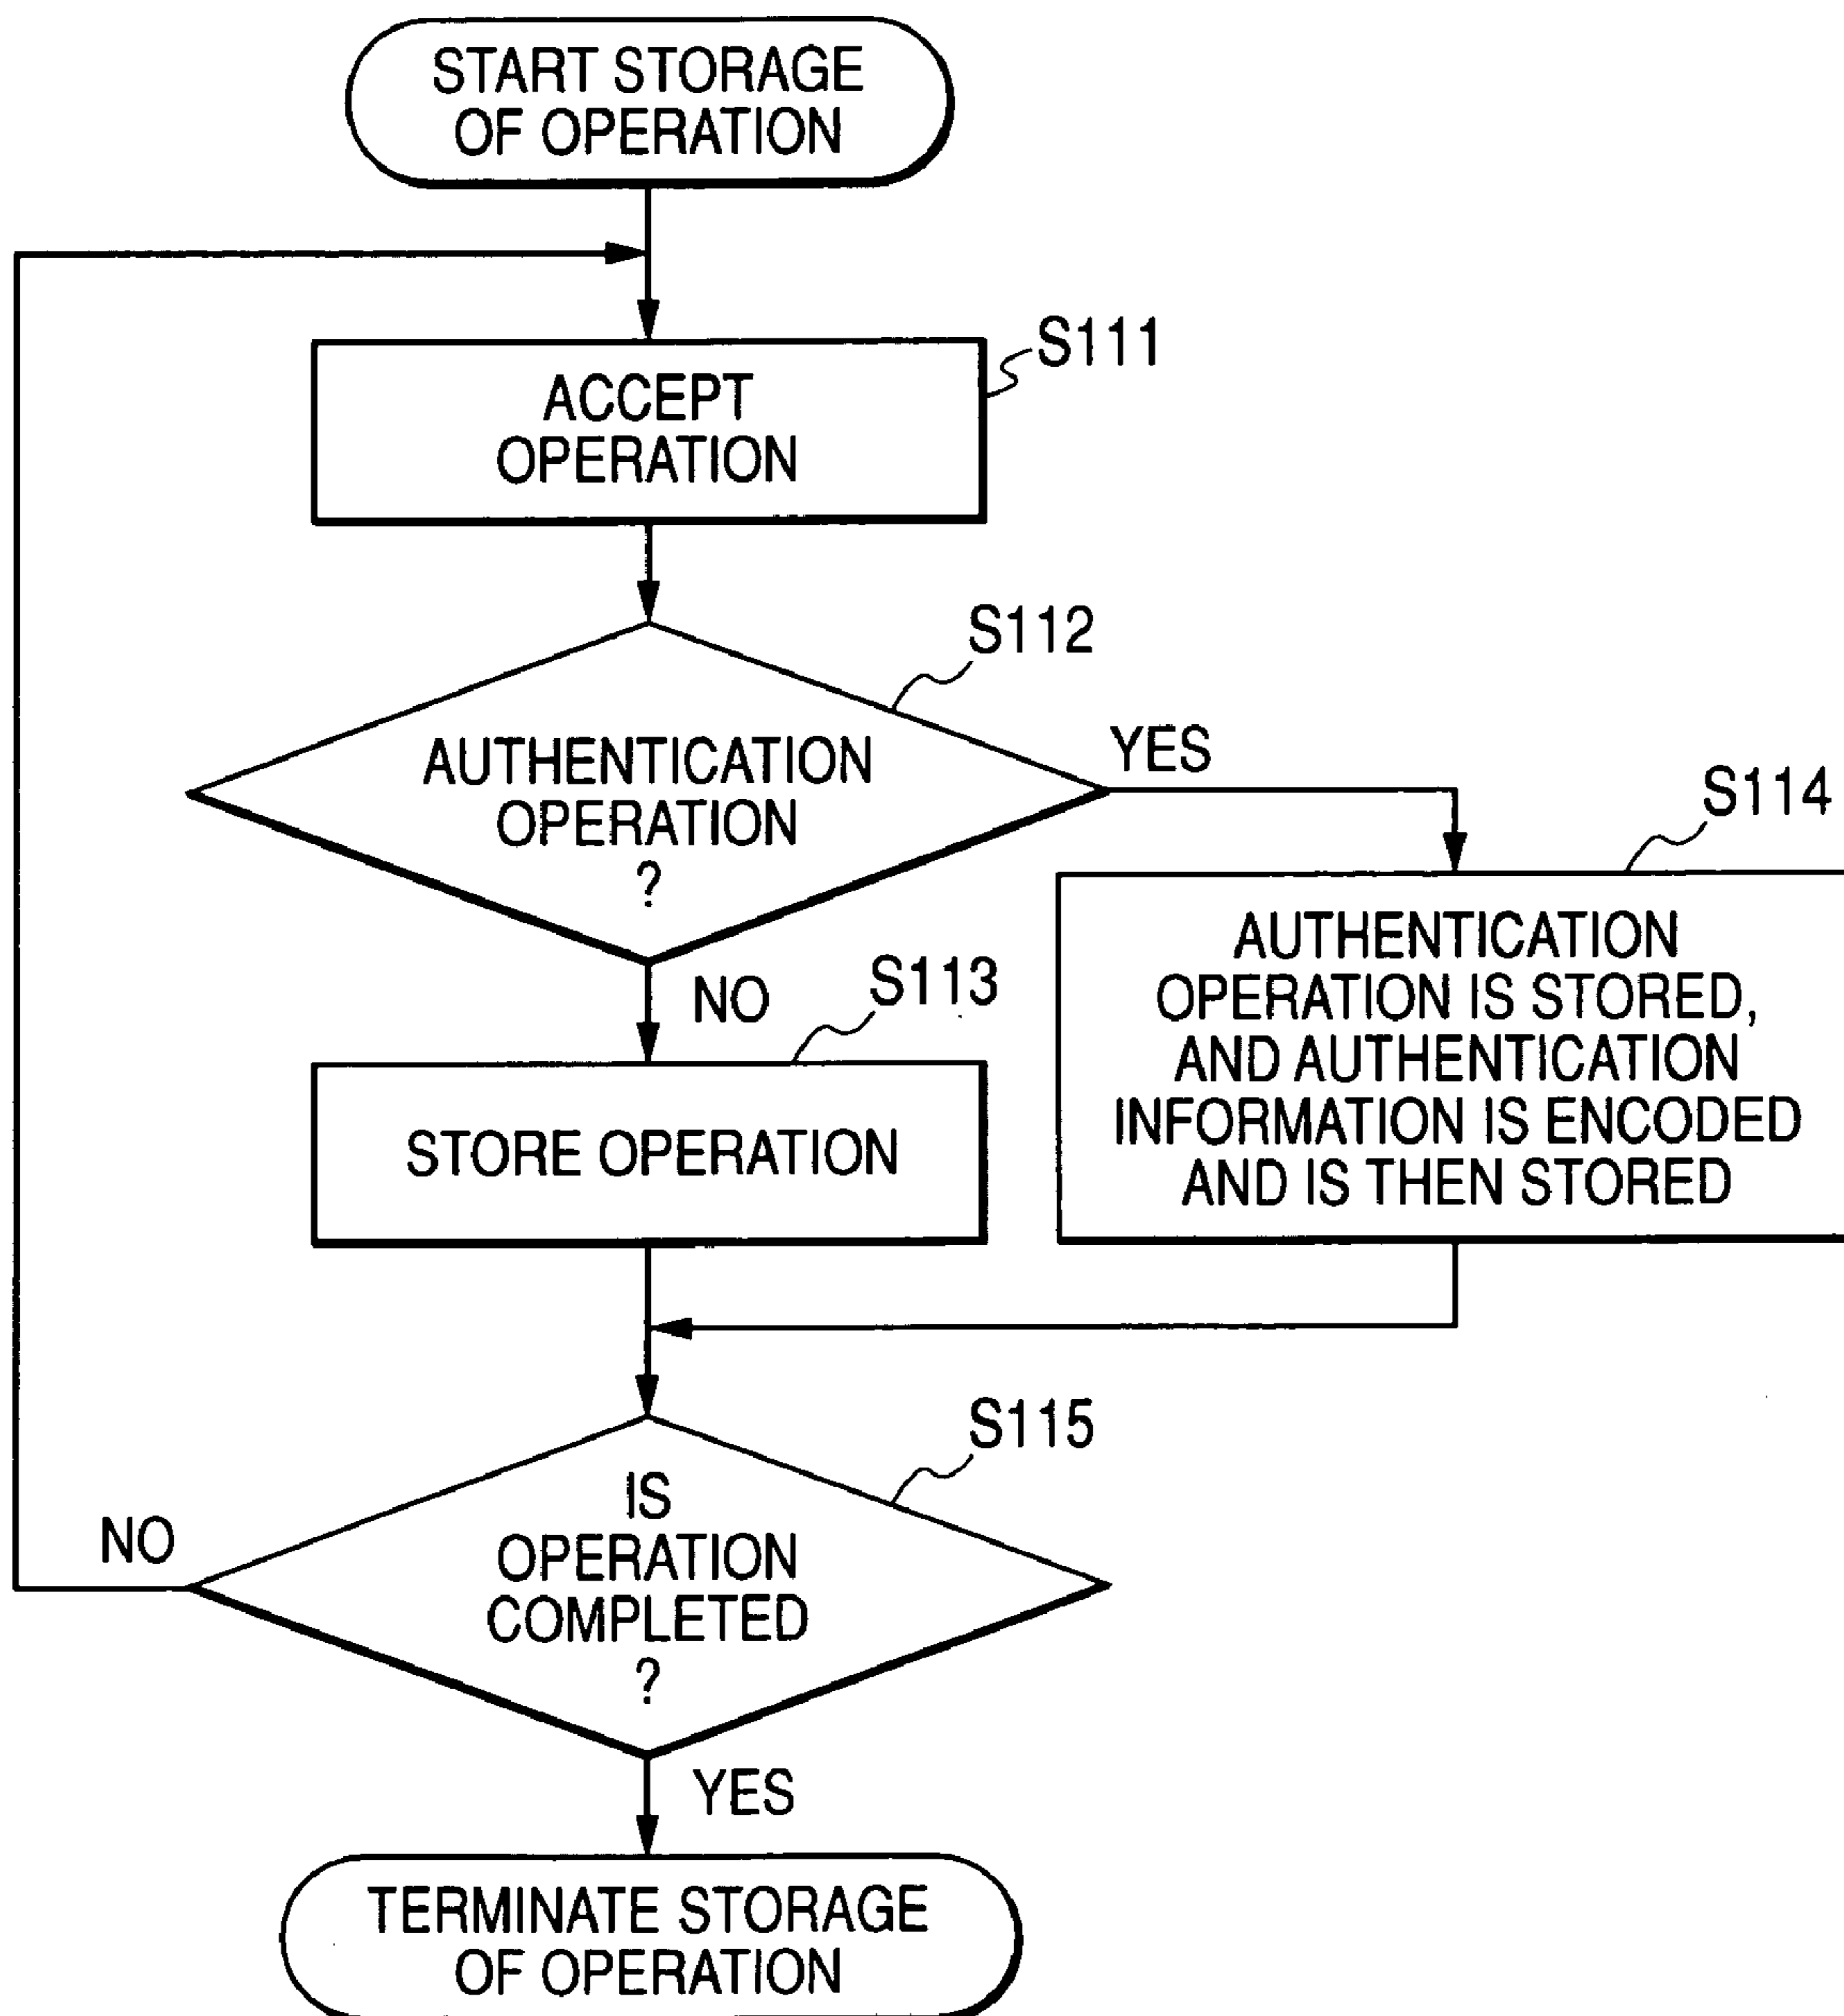 START STORAGE
OF OPERATION
S111
ACCEPT
OPERATION
S112
AUTHENTICATION
OPERATION
?
YES
S114
AUTHENTICATION
OPERATION IS STORED,
AND AUTHENTICATION
INFORMATION IS ENCODED
AND IS THEN STORED
NO
S113
STORE OPERATION
S115
IS
OPERATION
COMPLETED
?
NO
YES
TERMINATE STORAGE
OF OPERATION